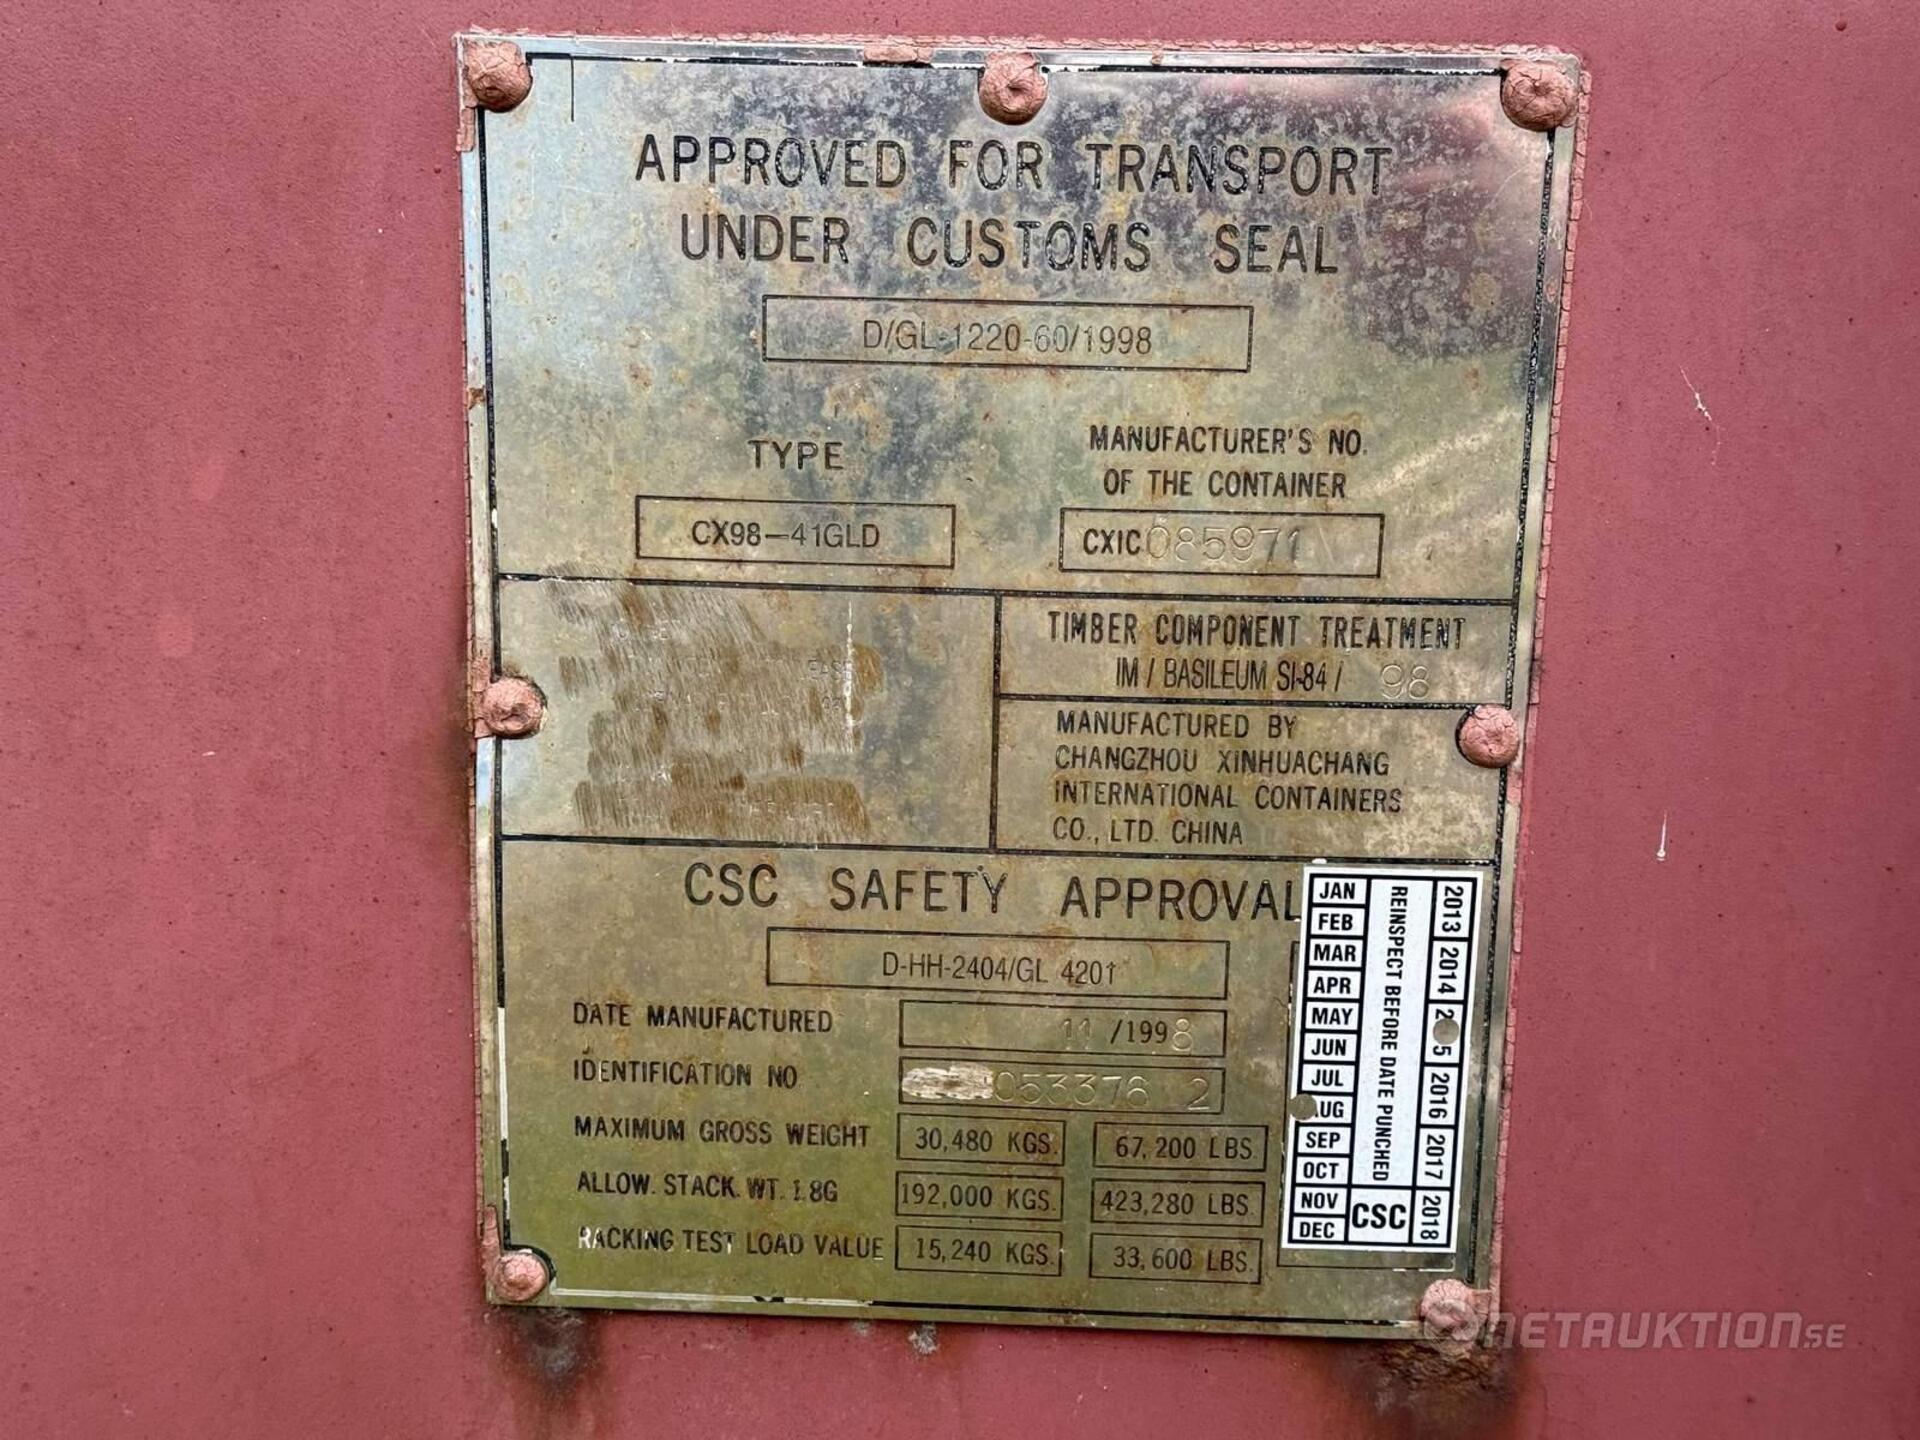 APPROVED FOR TRANSPORT
UNDER CUSTOMS SEAL
D/GL-1220-60/1998
TYPE
CX98-41GLD
MANUFACTURER'S NO.
OF THE CONTAINER
CXIC 085971
TIMBER COMPONENT TREATMENT
IM / BASILEUM SI-84 / 98
MANUFACTURED BY
CHANGZHOU XINHUACHANG
INTERNATIONAL CONTAINERS
CO., LTD. CHINA
CSC SAFETY APPROVAL
D-HH-2404/GL 4201
DATE MANUFACTURED 11 /1998
IDENTIFICATION NO 053376 2
MAXIMUM GROSS WEIGHT 30,480 KGS. 67,200 LBS.
ALLOW. STACK. WT. 1.8G 192,000 KGS. 423,280 LBS.
RACKING TEST LOAD VALUE 15,240 KGS. 33,600 LBS.
JAN
FEB
MAR
APR
MAY
JUN
JUL
AUG
SEP
OCT
NOV
DEC
REINSPECT BEFORE DATE PUNCHED
CSC
2013
2014
2 5
2016
2017
2018
NETAUKTION.SE